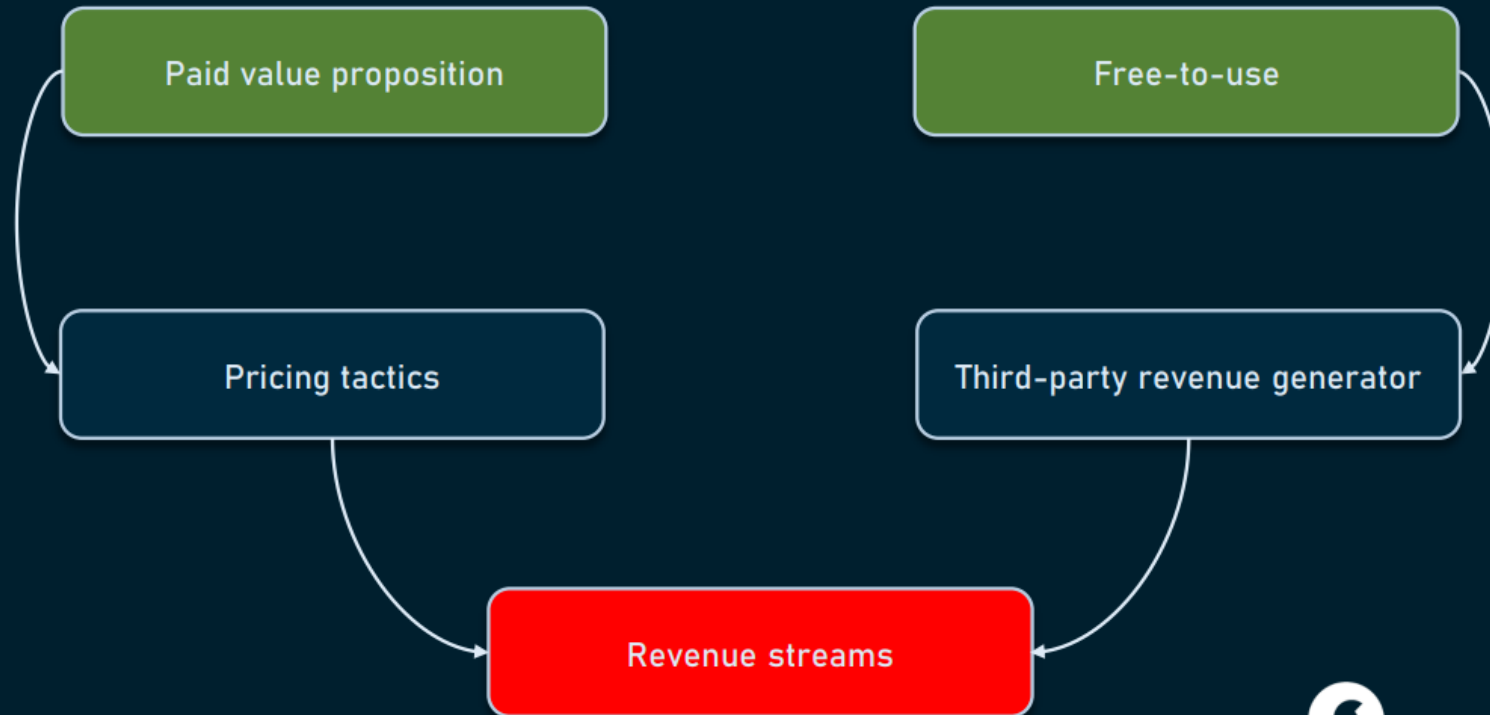 Paid value proposition
Free-to-use
Pricing tactics
Third-party revenue generator
Revenue streams